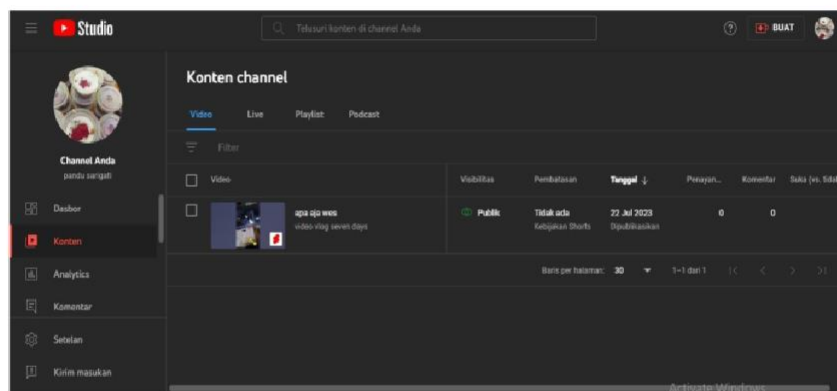 Studio
Telusuri konten di channel Anda
BUAT
Channel Anda
pandu sarigati
Dasbor
Konten
Analytics
Komentar
Setelan
Kirim masukan
Konten channel
Video Live Playlist Podcast
Filter
Video Visibilitas Pembatasan Tanggal Penayan... Komentar Suka (vs. tidak
apa aja wes Publik Tidak ada 22 Jul 2023 0 0
video vlog seven days Kebijakan Shorts Dipublikasikan
Baris per halaman: 30 1–1 dari 1
Activate Windows